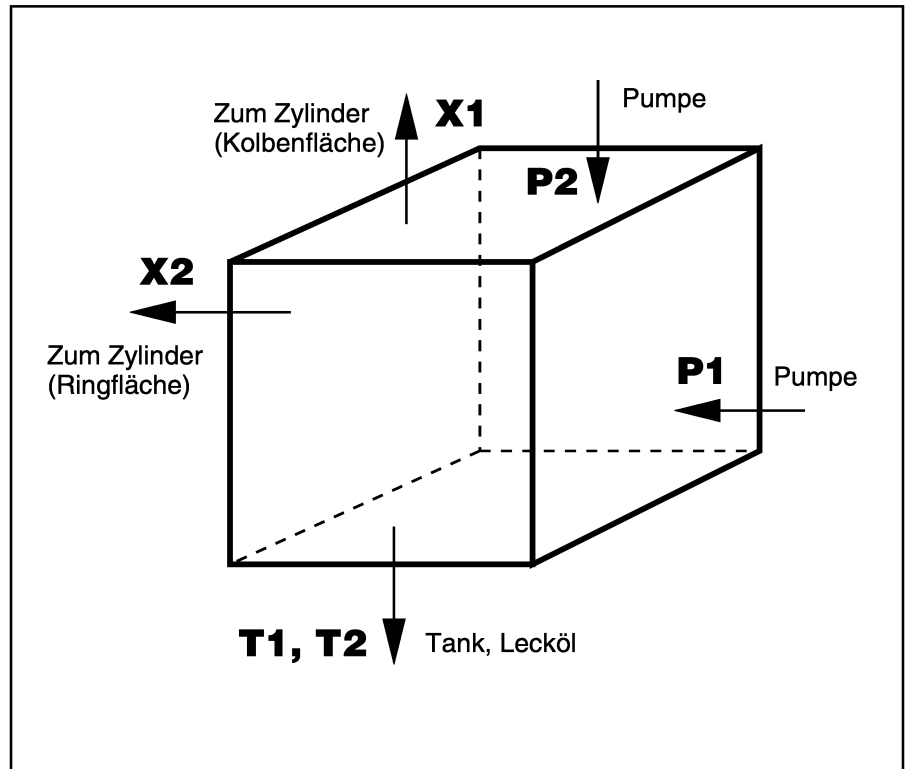 Zum Zylinder
(Kolbenfläche)
X1
Pumpe
P2
X2
Zum Zylinder
(Ringfläche)
P1
Pumpe
T1, T2
Tank, Lecköl